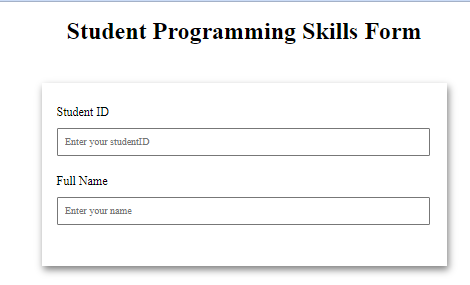 Student Programming Skills Form
Student ID
Enter your studentID
Full Name
Enter your name